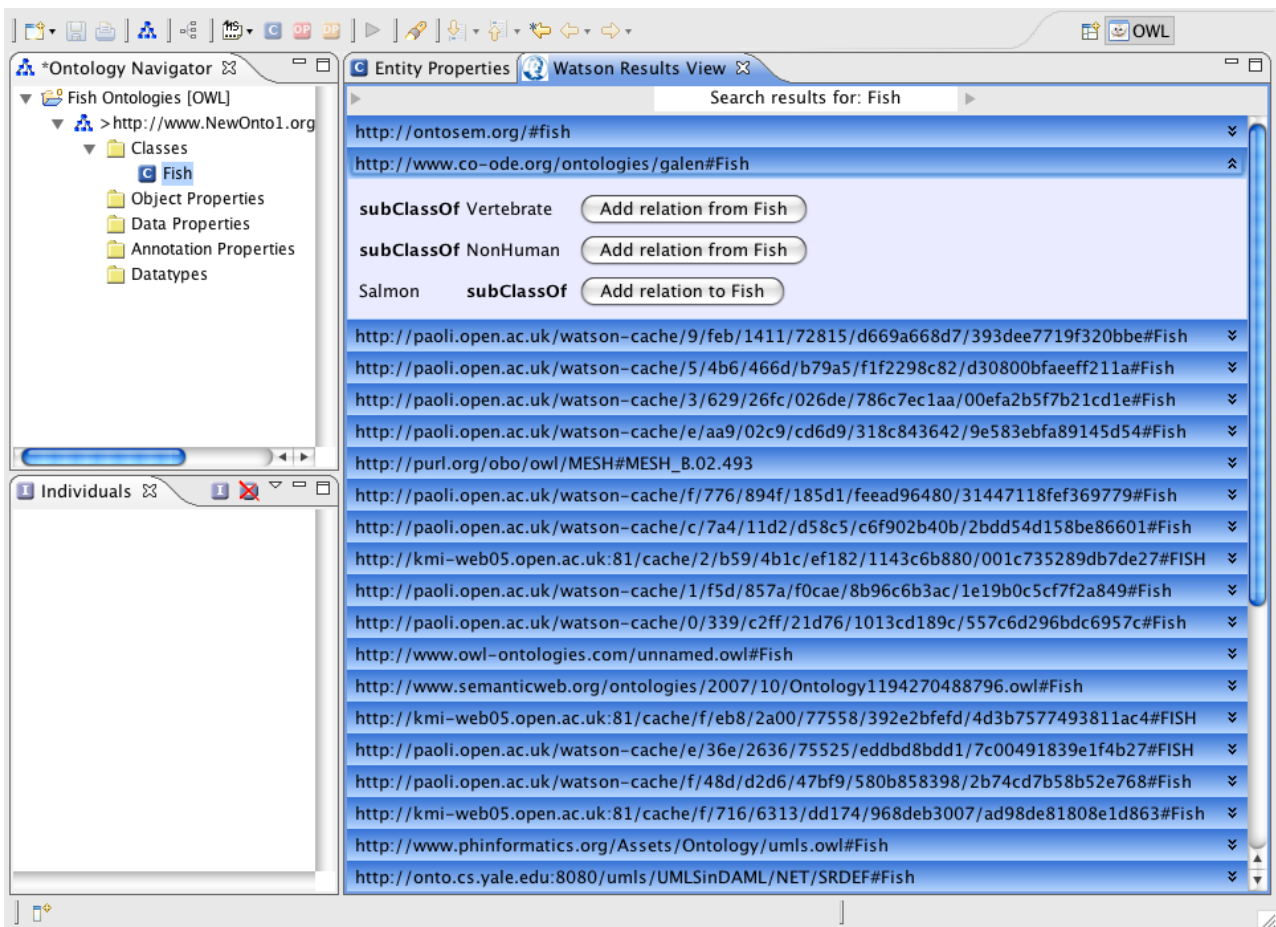 OWL
*Ontology Navigator
Fish Ontologies [OWL]
>http://www.NewOnto1.org
Classes
Fish
Object Properties
Data Properties
Annotation Properties
Datatypes
Individuals
Entity Properties Watson Results View
Search results for: Fish
http://ontosem.org/#fish
http://www.co-ode.org/ontologies/galen#Fish
subClassOf Vertebrate Add relation from Fish
subClassOf NonHuman Add relation from Fish
Salmon subClassOf Add relation to Fish
http://paoli.open.ac.uk/watson-cache/9/feb/1411/72815/d669a668d7/393dee7719f320bbe#Fish
http://paoli.open.ac.uk/watson-cache/5/4b6/466d/b79a5/f1f2298c82/d30800bfaeeff211a#Fish
http://paoli.open.ac.uk/watson-cache/3/629/26fc/026de/786c7ec1aa/00efa2b5f7b21cd1e#Fish
http://paoli.open.ac.uk/watson-cache/e/aa9/02c9/cd6d9/318c843642/9e583ebfa89145d54#Fish
http://purl.org/obo/owl/MESH#MESH_B.02.493
http://paoli.open.ac.uk/watson-cache/f/776/894f/185d1/feead96480/31447118fef369779#Fish
http://paoli.open.ac.uk/watson-cache/c/7a4/11d2/d58c5/c6f902b40b/2bdd54d158be86601#Fish
http://kmi-web05.open.ac.uk:81/cache/2/b59/4b1c/ef182/1143c6b880/001c735289db7de27#FISH
http://paoli.open.ac.uk/watson-cache/1/f5d/857a/f0cae/8b96c6b3ac/1e19b0c5cf7f2a849#Fish
http://paoli.open.ac.uk/watson-cache/0/339/c2ff/21d76/1013cd189c/557c6d296bdc6957c#Fish
http://www.owl-ontologies.com/unnamed.owl#Fish
http://www.semanticweb.org/ontologies/2007/10/Ontology1194270488796.owl#Fish
http://kmi-web05.open.ac.uk:81/cache/f/eb8/2a00/77558/392e2bfefd/4d3b7577493811ac4#FISH
http://paoli.open.ac.uk/watson-cache/e/36e/2636/75525/eddbd8bdd1/7c00491839e1f4b27#FISH
http://paoli.open.ac.uk/watson-cache/f/48d/d2d6/47bf9/580b858398/2b74cd7b58b52e768#Fish
http://kmi-web05.open.ac.uk:81/cache/f/716/6313/dd174/968deb3007/ad98de81808e1d863#Fish
http://www.phinformatics.org/Assets/Ontology/umls.owl#Fish
http://onto.cs.yale.edu:8080/umls/UMLSinDAML/NET/SRDEF#Fish